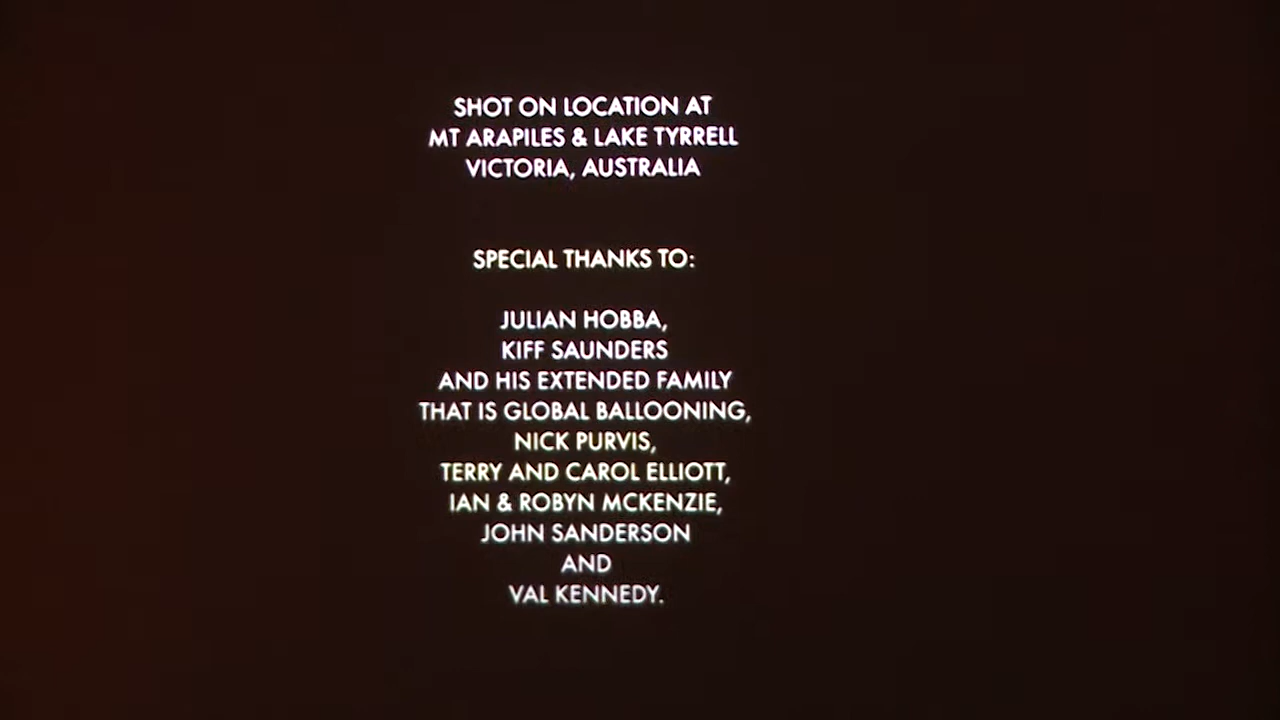 SHOT ON LOCATION AT
MT ARAPILES & LAKE TYRRELL
VICTORIA, AUSTRALIA
SPECIAL THANKS TO:
JULIAN HOBBA,
KIFF SAUNDERS
AND HIS EXTENDED FAMILY
THAT IS GLOBAL BALLOONING,
NICK PURVIS,
TERRY AND CAROL ELLIOTT,
IAN & ROBYN MCKENZIE,
JOHN SANDERSON
AND
VAL KENNEDY.